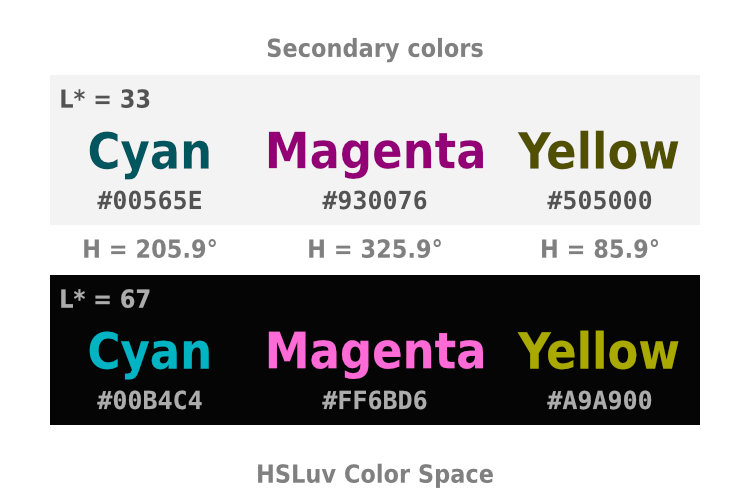 Secondary colors
L* = 33
Cyan Magenta Yellow
#00565E #930076 #505000
H = 205.9° H = 325.9° H = 85.9°
L* = 67
Cyan Magenta Yellow
#00B4C4 #FF6BD6 #A9A900
HSLuv Color Space